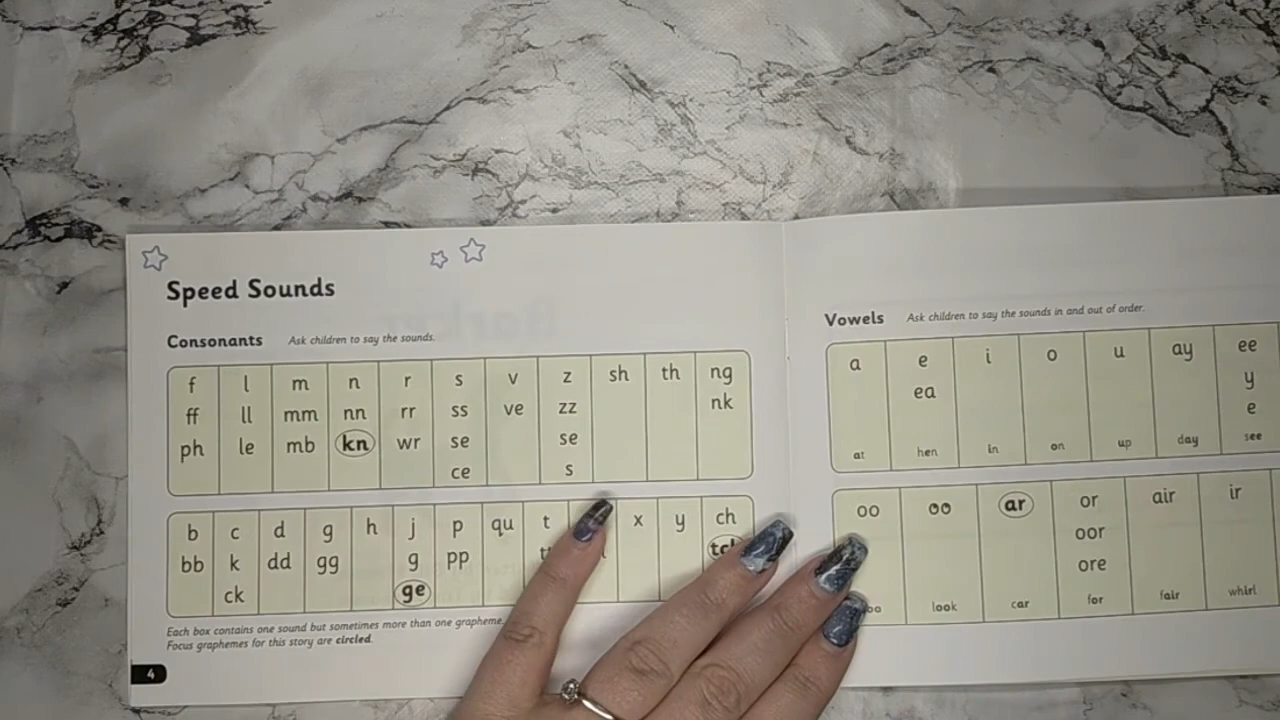 Speed Sounds
Consonants Ask children to say the sounds.
f l m n r s v z sh th ng
ff ll mm nn rr ss ve zz nk
ph le mb kn wr se se
ce s
b c d g h j p qu t x y ch
bb k dd gg g pp
ck ge
Each box contains one sound but sometimes more than one grapheme.
Focus graphemes for this story are circled.
4
Vowels Ask children to say the sounds in and out of order.
a e i o u ay ee
ea y
e
at hen in on up day see
oo oo ar or air ir
oor
ore
look car for fair whirl